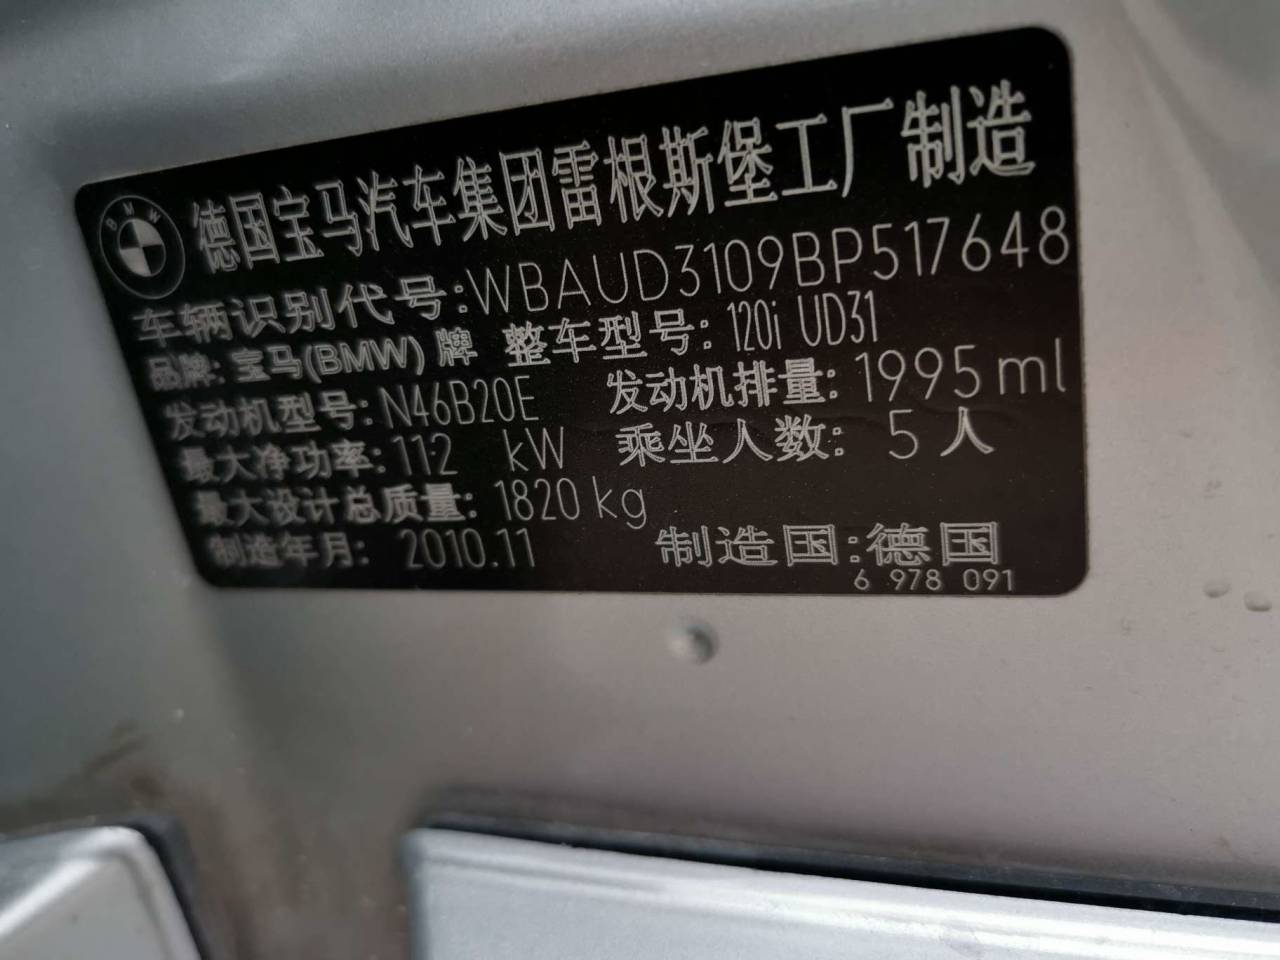 BMW
德国宝马汽车集团雷根斯堡工厂制造
车辆识别代号:WBAUD3109BP517648
品牌: 宝马(BMW)牌 整车型号: 120i UD31
发动机型号: N46B20E 发动机排量: 1995 ml
最大净功率: 112 kW 乘坐人数: 5 人
最大设计总质量: 1820 kg
制造年月: 2010.11 制造国:德国
6 978 091